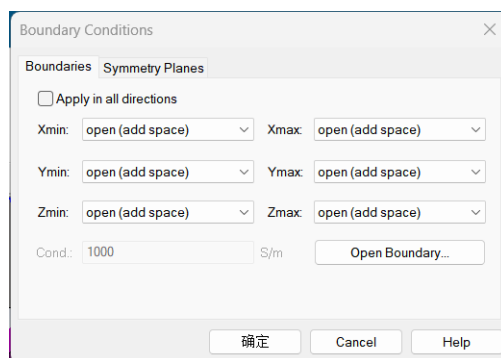 Boundary Conditions
Boundaries Symmetry Planes
Apply in all directions
Xmin: open (add space) Xmax: open (add space)
Ymin: open (add space) Ymax: open (add space)
Zmin: open (add space) Zmax: open (add space)
Cond.: 1000 S/m Open Boundary...
确定 Cancel Help